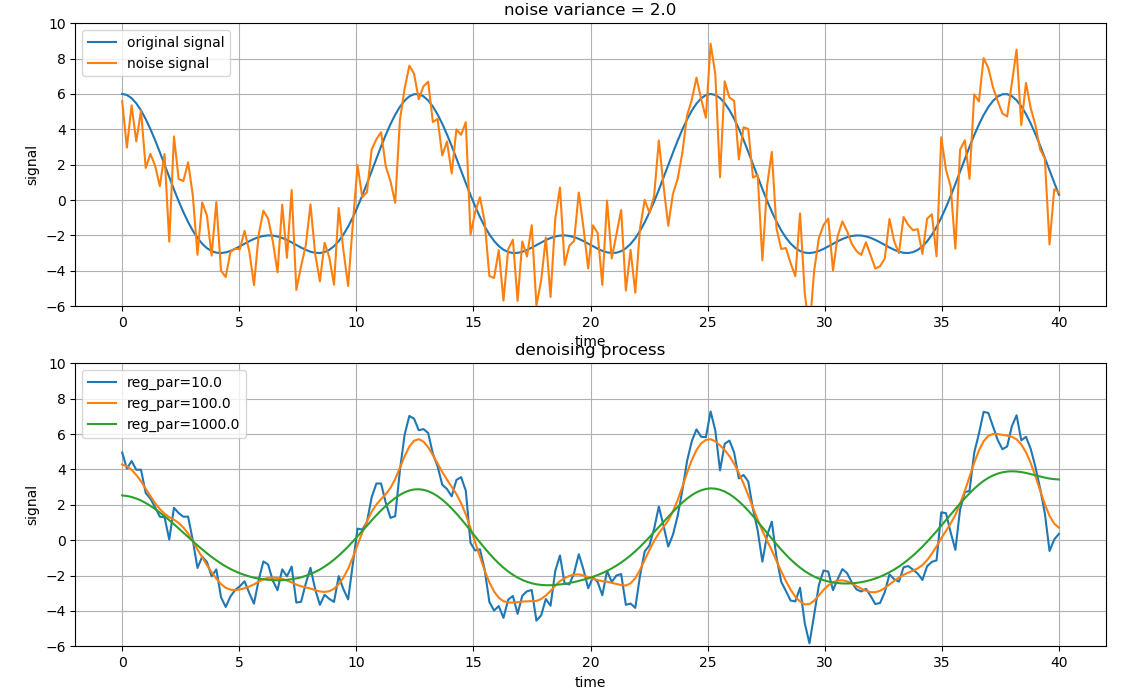 noise variance = 2.0
original signal
noise signal
signal
10
8
6
4
2
0
−2
−4
−6
0 5 10 15 20 25 30 35 40
time
denoising process
reg_par=10.0
reg_par=100.0
reg_par=1000.0
signal
10
8
6
4
2
0
−2
−4
−6
0 5 10 15 20 25 30 35 40
time